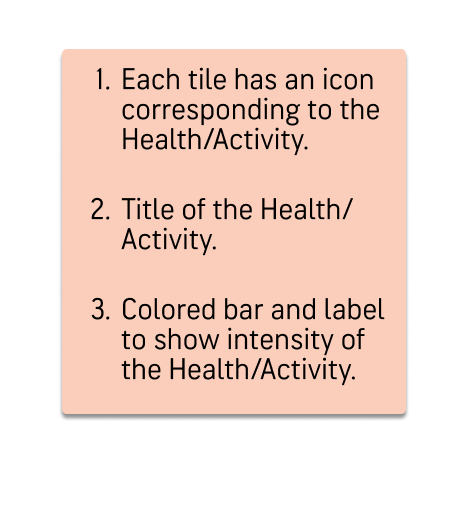 1. Each tile has an icon
corresponding to the
Health/Activity.
2. Title of the Health/
Activity.
3. Colored bar and label
to show intensity of
the Health/Activity.